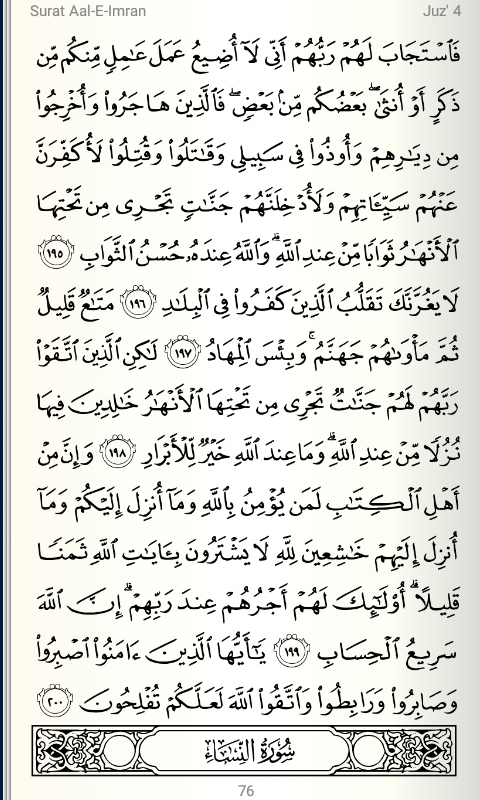 Surat Aal-E-Imran Juz' 4
فَٱسْتَجَابَ لَهُمْ رَبُّهُمْ أَنِّى لَآ أُضِيعُ عَمَلَ عَـٰمِلٍ مِّنكُم مِّن
ذَكَرٍ أَوْ أُنثَىٰ ۖ بَعْضُكُم مِّنۢ بَعْضٍ ۖ فَٱلَّذِينَ هَاجَرُوا۟ وَأُخْرِجُوا۟
مِن دِيَـٰرِهِمْ وَأُوذُوا۟ فِى سَبِيلِى وَقَـٰتَلُوا۟ وَقُتِلُوا۟ لَأُكَفِّرَنَّ
عَنْهُمْ سَيِّـَٔاتِهِمْ وَلَأُدْخِلَنَّهُمْ جَنَّـٰتٍ تَجْرِى مِن تَحْتِهَا
ٱلْأَنْهَـٰرُ ثَوَابًا مِّنْ عِندِ ٱللَّهِ ۗ وَٱللَّهُ عِندَهُۥ حُسْنُ ٱلثَّوَابِ ١٩٥
لَا يَغُرَّنَّكَ تَقَلُّبُ ٱلَّذِينَ كَفَرُوا۟ فِى ٱلْبِلَـٰدِ ١٩٦ مَتَـٰعٌ قَلِيلٌ
ثُمَّ مَأْوَىٰهُمْ جَهَنَّمُ ۚ وَبِئْسَ ٱلْمِهَادُ ١٩٧ لَـٰكِنِ ٱلَّذِينَ ٱتَّقَوْا۟
رَبَّهُمْ لَهُمْ جَنَّـٰتٌ تَجْرِى مِن تَحْتِهَا ٱلْأَنْهَـٰرُ خَـٰلِدِينَ فِيهَا
نُزُلًا مِّنْ عِندِ ٱللَّهِ ۗ وَمَا عِندَ ٱللَّهِ خَيْرٌ لِّلْأَبْرَارِ ١٩٨ وَإِنَّ مِنْ
أَهْلِ ٱلْكِتَـٰبِ لَمَن يُؤْمِنُ بِٱللَّهِ وَمَآ أُنزِلَ إِلَيْكُمْ وَمَآ
أُنزِلَ إِلَيْهِمْ خَـٰشِعِينَ لِلَّهِ لَا يَشْتَرُونَ بِـَٔايَـٰتِ ٱللَّهِ ثَمَنًا
قَلِيلًا ۗ أُو۟لَـٰٓئِكَ لَهُمْ أَجْرُهُمْ عِندَ رَبِّهِمْ ۗ إِنَّ ٱللَّهَ
سَرِيعُ ٱلْحِسَابِ ١٩٩ يَـٰٓأَيُّهَا ٱلَّذِينَ ءَامَنُوا۟ ٱصْبِرُوا۟
وَصَابِرُوا۟ وَرَابِطُوا۟ وَٱتَّقُوا۟ ٱللَّهَ لَعَلَّكُمْ تُفْلِحُونَ ٢٠٠
سُورَةُ النِّسَاءِ
76